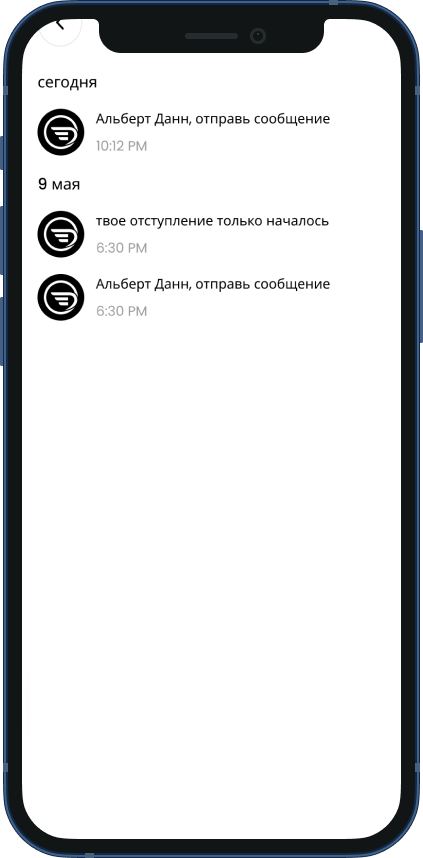 сегодня
Альберт Данн, отправь сообщение
10:12 PM
9 мая
твое отступление только началось
6:30 PM
Альберт Данн, отправь сообщение
6:30 PM